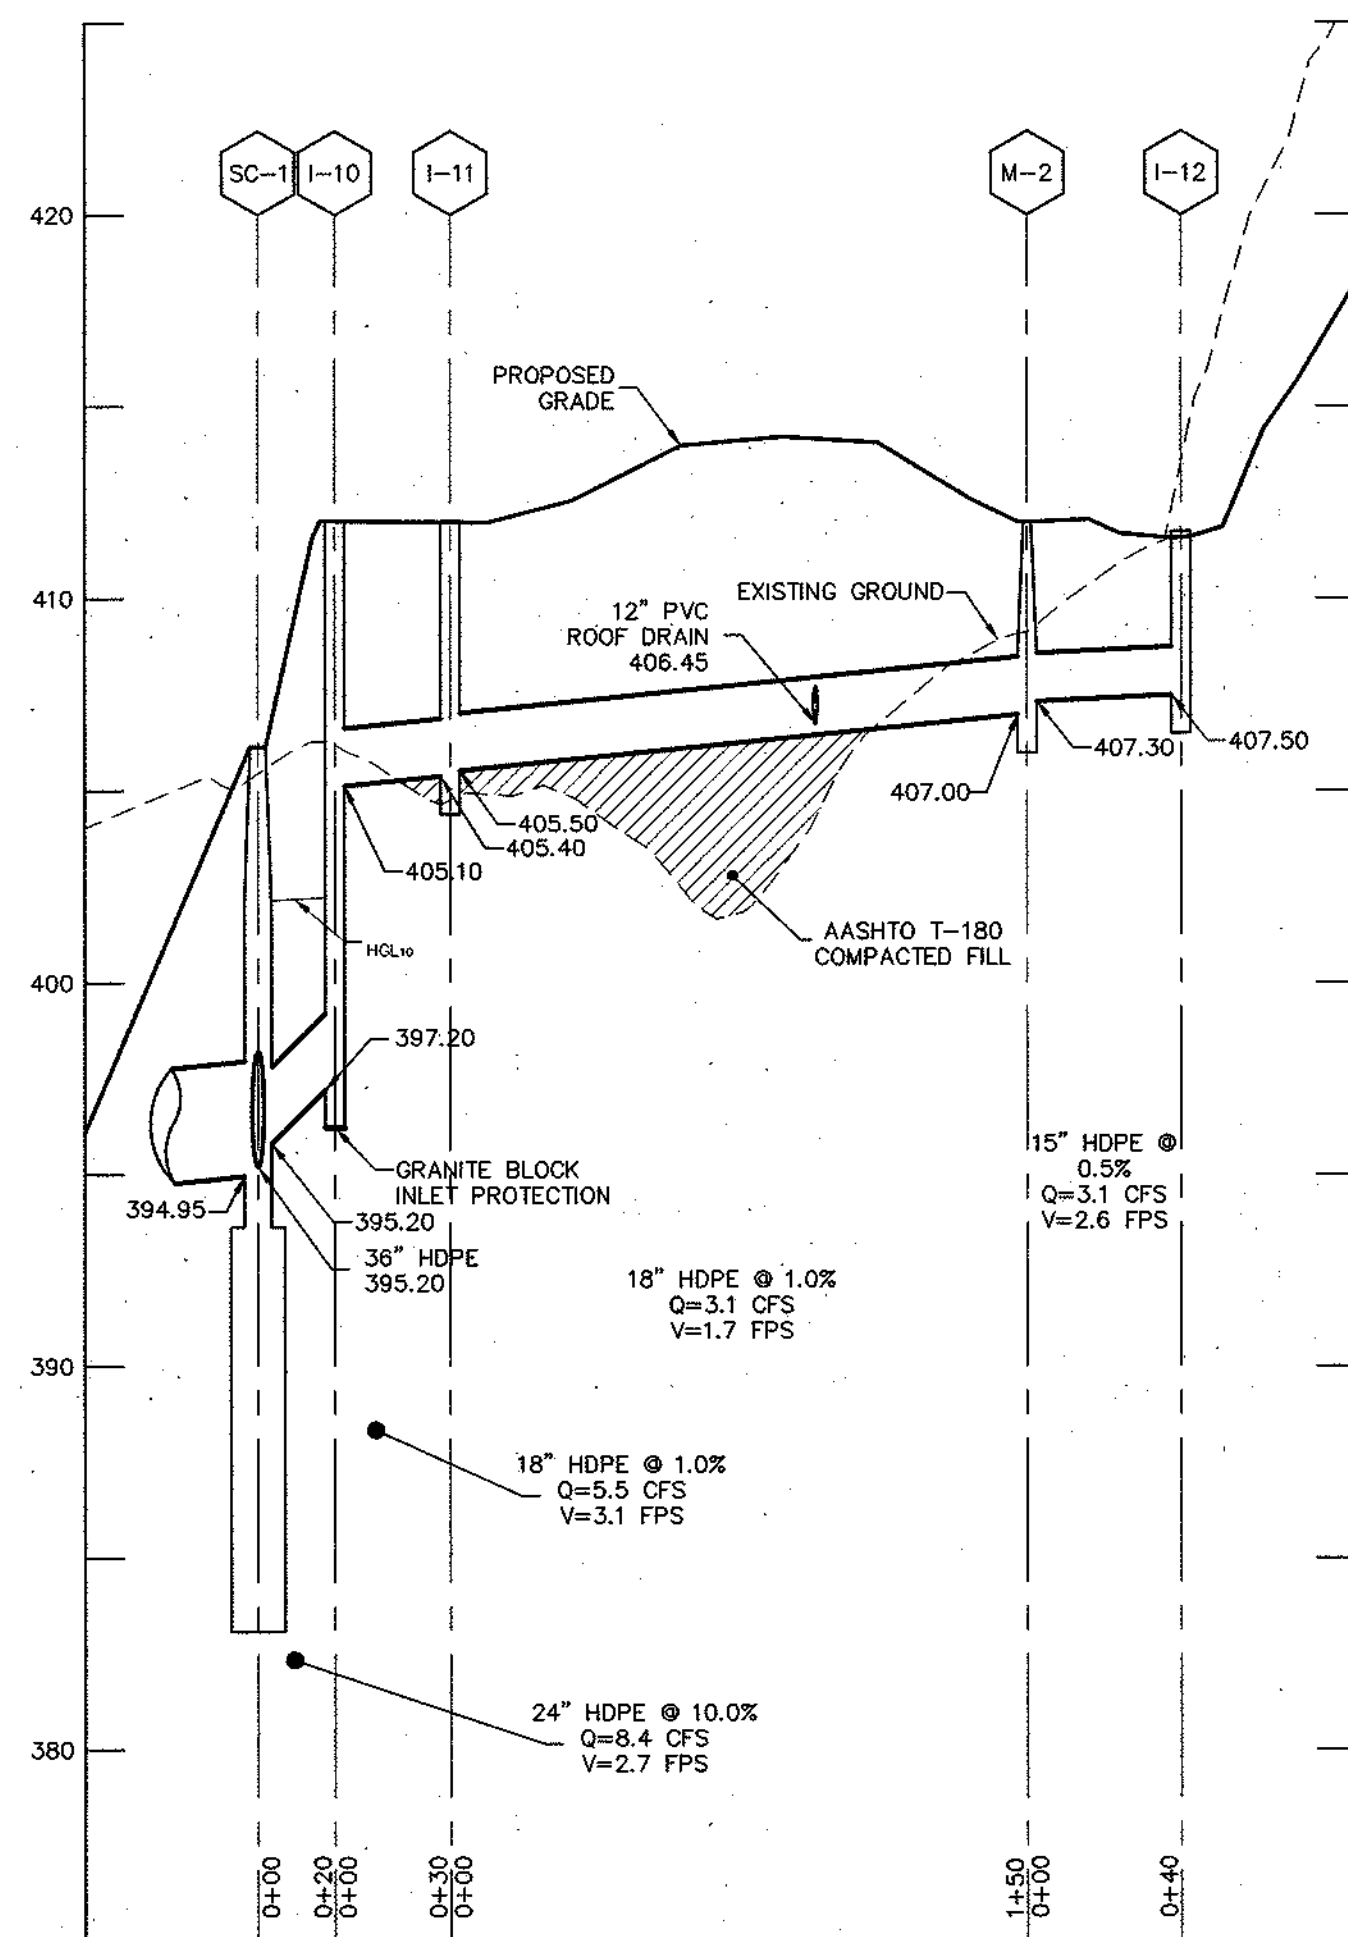 SC-1
I-10
I-11
M-2
I-12
420
PROPOSED
GRADE
410
12" PVC
ROOF DRAIN
406.45
EXISTING GROUND
407.30
407.50
407.00
405.50
405.40
405.10
AASHTO T-180
COMPACTED FILL
HGL10
400
397.20
GRANITE BLOCK
INLET PROTECTION
394.95
395.20
36" HDPE
395.20
15" HDPE @
0.5%
Q=3.1 CFS
V=2.6 FPS
18" HDPE @ 1.0%
Q=3.1 CFS
V=1.7 FPS
390
18" HDPE @ 1.0%
Q=5.5 CFS
V=3.1 FPS
24" HDPE @ 10.0%
Q=8.4 CFS
V=2.7 FPS
380
0+00
0+20
0+00
0+30
0+00
1+50
0+00
0+40